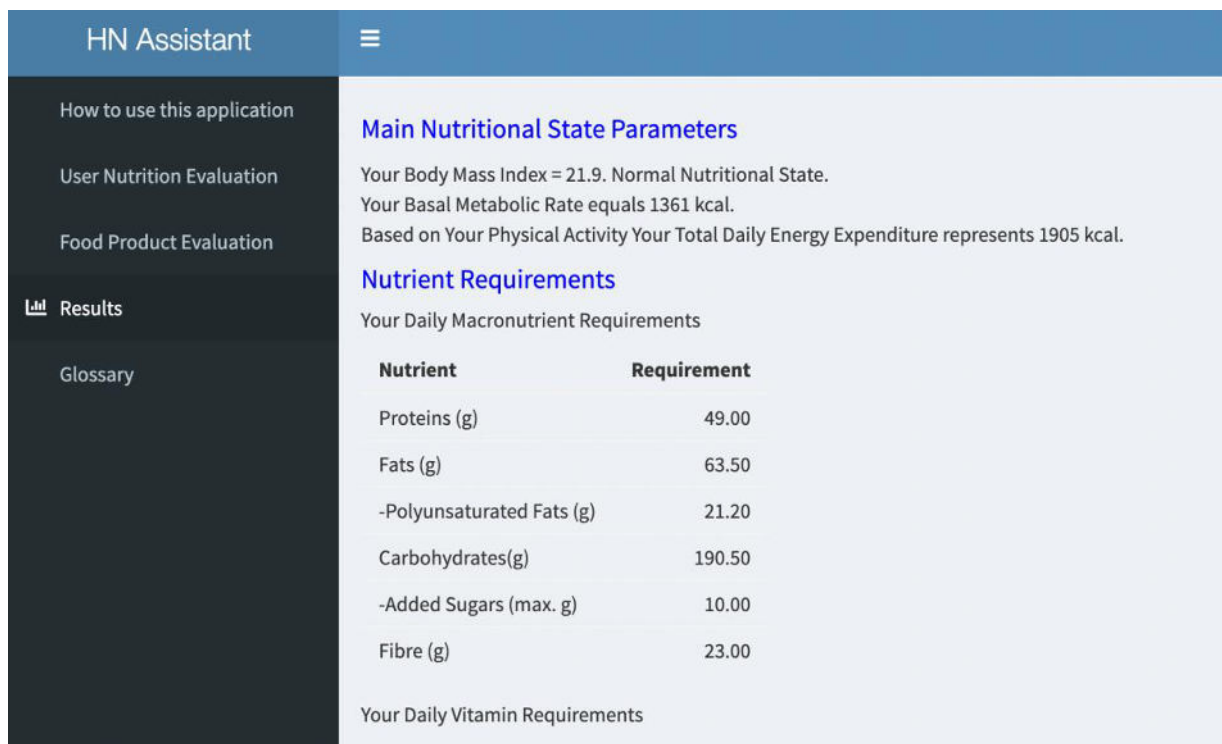 HN Assistant
How to use this application
User Nutrition Evaluation
Food Product Evaluation
Results
Glossary
Main Nutritional State Parameters
Your Body Mass Index = 21.9. Normal Nutritional State.
Your Basal Metabolic Rate equals 1361 kcal.
Based on Your Physical Activity Your Total Daily Energy Expenditure represents 1905 kcal.
Nutrient Requirements
Your Daily Macronutrient Requirements
Nutrient Requirement
Proteins (g) 49.00
Fats (g) 63.50
-Polyunsaturated Fats (g) 21.20
Carbohydrates(g) 190.50
-Added Sugars (max. g) 10.00
Fibre (g) 23.00
Your Daily Vitamin Requirements